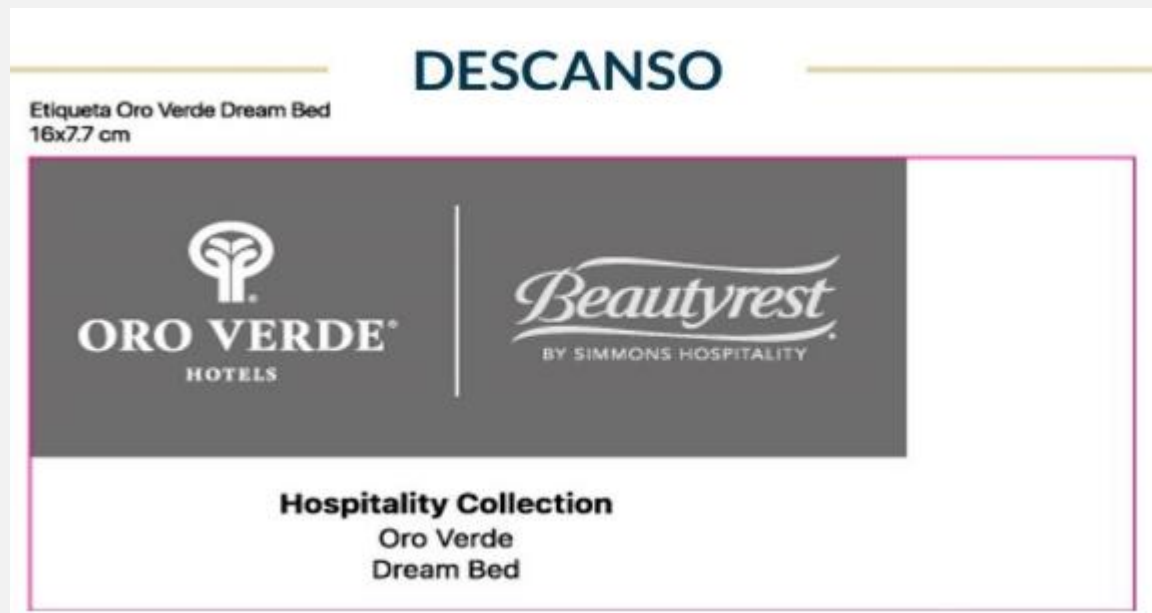 DESCANSO
Etiqueta Oro Verde Dream Bed
16x7.7 cm
ORO VERDE®
HOTELS
Beautyrest
BY SIMMONS HOSPITALITY
Hospitality Collection
Oro Verde
Dream Bed